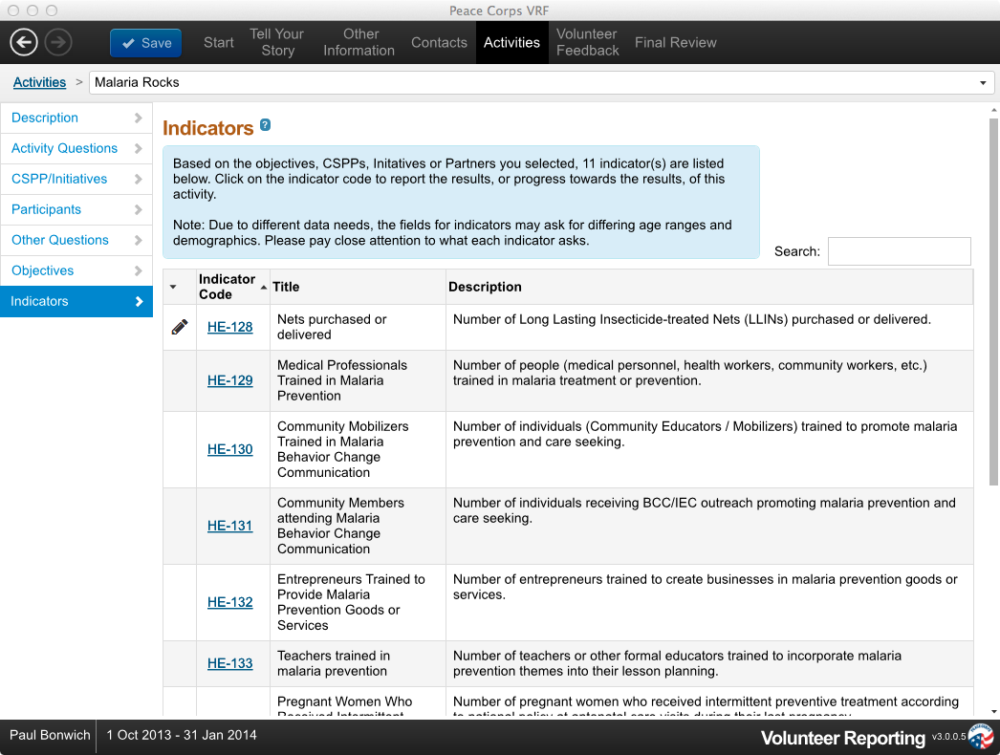 Peace Corps VRF
Save
Start
Tell Your
Story
Other
Information
Contacts
Activities
Volunteer
Feedback
Final Review
Activities > Malaria Rocks
Description
Activity Questions
CSPP/Initiatives
Participants
Other Questions
Objectives
Indicators
Indicators ?
Based on the objectives, CSPPs, Initatives or Partners you selected, 11 indicator(s) are listed
below. Click on the indicator code to report the results, or progress towards the results, of this
activity.
Note: Due to different data needs, the fields for indicators may ask for differing age ranges and
demographics. Please pay close attention to what each indicator asks.
Search:
Indicator
Code
Title
Description
HE-128
Nets purchased or
delivered
Number of Long Lasting Insecticide-treated Nets (LLINs) purchased or delivered.
HE-129
Medical Professionals
Trained in Malaria
Prevention
Number of people (medical personnel, health workers, community workers, etc.)
trained in malaria treatment or prevention.
HE-130
Community Mobilizers
Trained in Malaria
Behavior Change
Communication
Number of individuals (Community Educators / Mobilizers) trained to promote malaria
prevention and care seeking.
HE-131
Community Members
attending Malaria
Behavior Change
Communication
Number of individuals receiving BCC/IEC outreach promoting malaria prevention and
care seeking.
HE-132
Entrepreneurs Trained to
Provide Malaria
Prevention Goods or
Services
Number of entrepreneurs trained to create businesses in malaria prevention goods or
services.
HE-133
Teachers trained in
malaria prevention
Number of teachers or other formal educators trained to incorporate malaria
prevention themes into their lesson planning.
Pregnant Women Who
Received Intermittent
Number of pregnant women who received intermittent preventive treatment according
to national policy at antenatal care visits during their last pregnancy.
Paul Bonwich
1 Oct 2013 - 31 Jan 2014
Volunteer Reporting v3.0.0.5